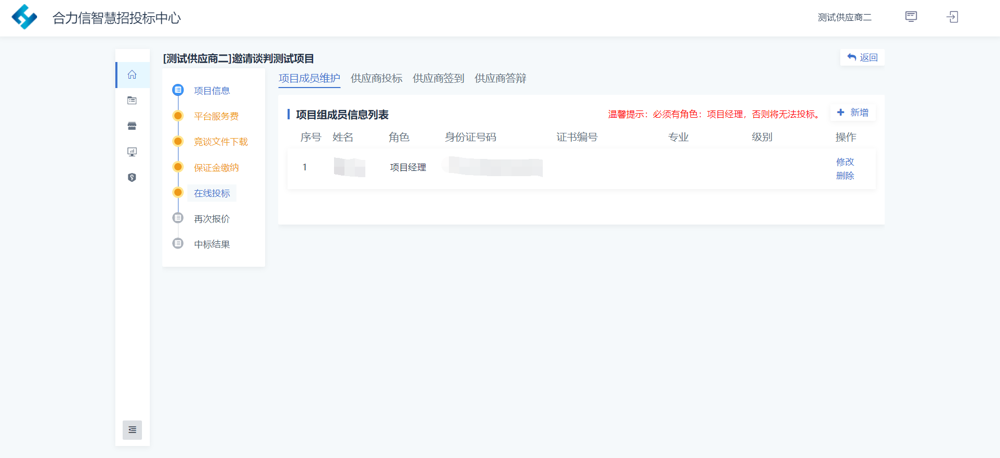 合力信智慧招投标中心
测试供应商二
[测试供应商二]邀请谈判测试项目
返回
项目信息
平台服务费
竞谈文件下载
保证金缴纳
在线投标
再次报价
中标结果
项目成员维护 供应商投标 供应商签到 供应商答辩
项目组成员信息列表
温馨提示：必须有角色：项目经理，否则将无法投标。
新增
序号 姓名 角色 身份证号码 证书编号 专业 级别 操作
1 项目经理
修改
删除